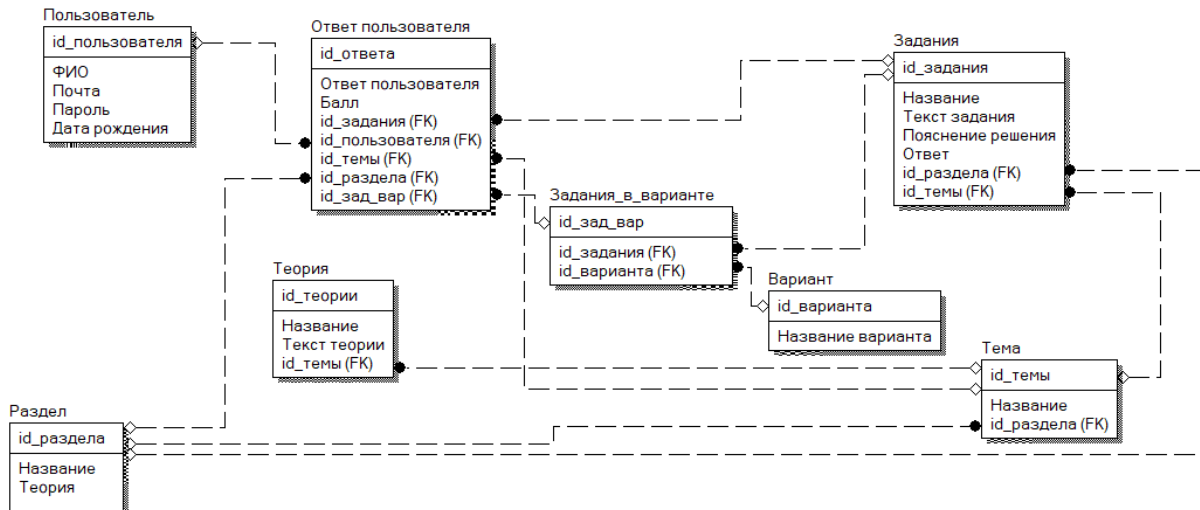 Пользователь
id_пользователя
ФИО
Почта
Пароль
Дата рождения
Ответ пользователя
id_ответа
Ответ пользователя
Балл
id_задания (FK)
id_пользователя (FK)
id_темы (FK)
id_раздела (FK)
id_зад_вар (FK)
Задания
id_задания
Название
Текст задания
Пояснение решения
Ответ
id_раздела (FK)
id_темы (FK)
Задания_в_варианте
id_зад_вар
id_задания (FK)
id_варианта (FK)
Теория
id_теории
Название
Текст теории
id_темы (FK)
Вариант
id_варианта
Название варианта
Тема
id_темы
Название
id_раздела (FK)
Раздел
id_раздела
Название
Теория